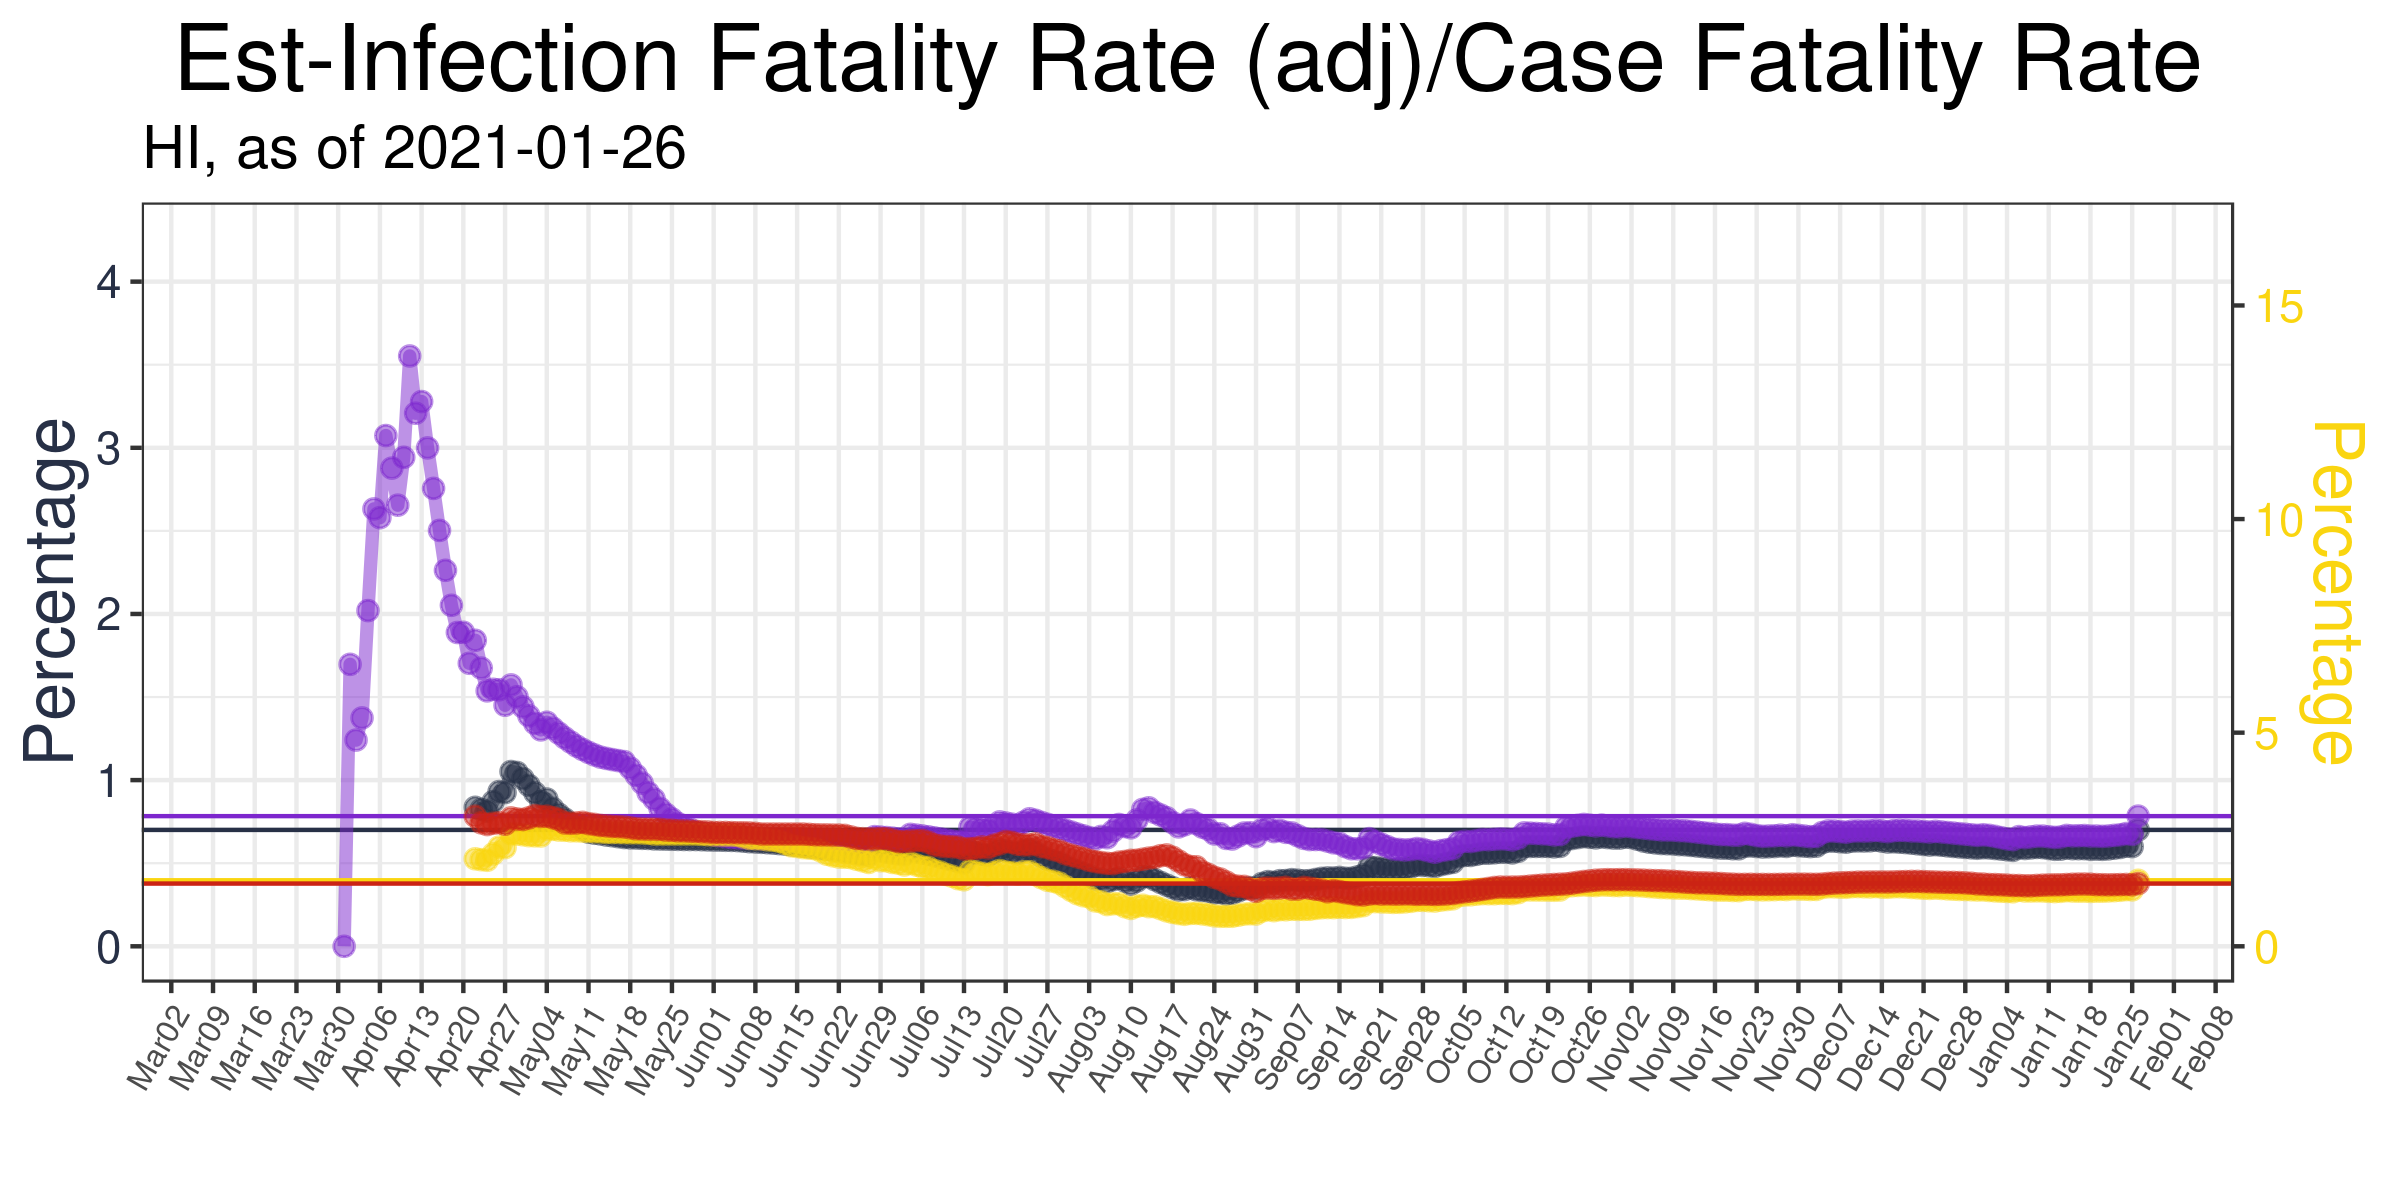 Est-Infection Fatality Rate (adj)/Case Fatality Rate
HI, as of 2021-01-26
Percentage
4
3
2
1
0
15
10
5
0
Percentage
Mar02
Mar09
Mar16
Mar23
Mar30
Apr06
Apr13
Apr20
Apr27
May04
May11
May18
May25
Jun01
Jun08
Jun15
Jun22
Jun29
Jul06
Jul13
Jul20
Jul27
Aug03
Aug10
Aug17
Aug24
Aug31
Sep07
Sep14
Sep21
Sep28
Oct05
Oct12
Oct19
Oct26
Nov02
Nov09
Nov16
Nov23
Nov30
Dec07
Dec14
Dec21
Dec28
Jan04
Jan11
Jan18
Jan25
Feb01
Feb08